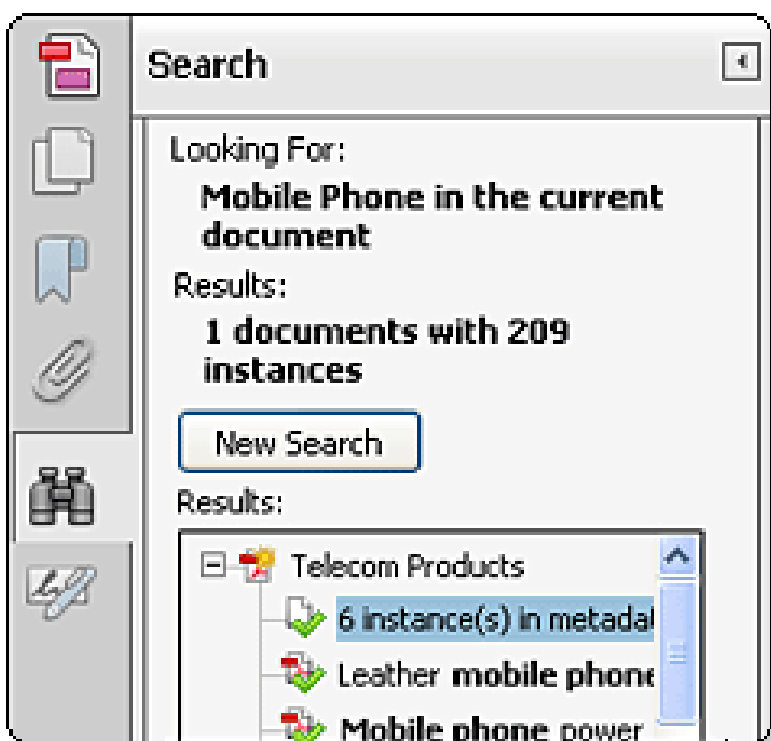 Search
Looking For:
Mobile Phone in the current
document
Results:
1 documents with 209
instances
New Search
Results:
Telecom Products
6 instance(s) in
Leather mobile phone
Mobile phone power